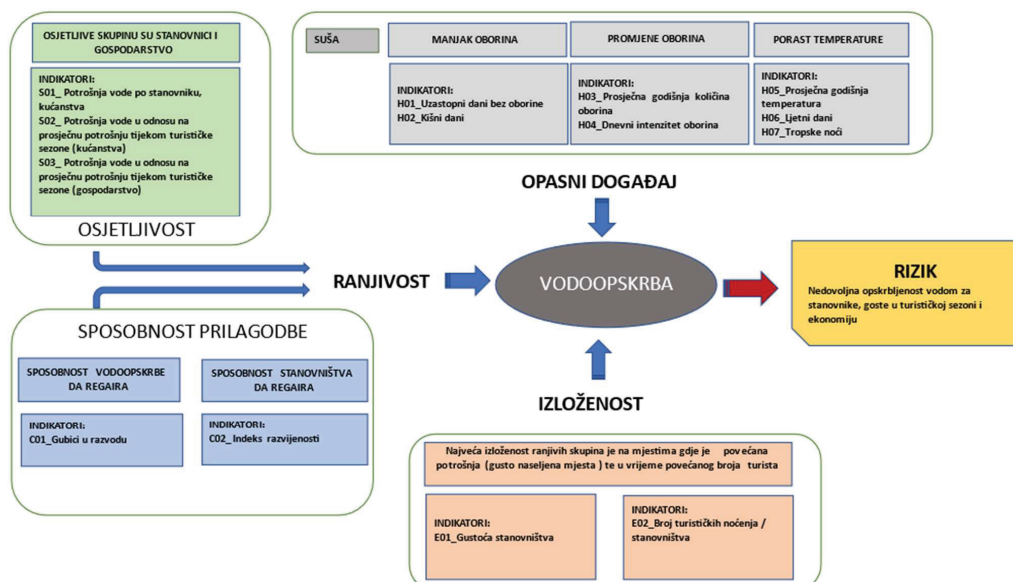 OSJETLJIVE SKUPINU SU STANOVNICI I
GOSPODARSTVO
INDIKATORI:
S01_ Potrošnja vode po stanovniku,
kućanstva
S02_ Potrošnja vode u odnosu na
prosječnu potrošnju tijekom turističke
sezone (kućanstva)
S03_ Potrošnja vode u odnosu na
prosječnu potrošnju tijekom turističke
sezone (gospodarstvo)
OSJETLJIVOST
SUŠA
MANJAK OBORINA
INDIKATORI:
H01_Uzastopni dani bez oborine
H02_Kišni dani
PROMJENE OBORINA
INDIKATORI:
H03_Prosječna godišnja količina
oborina
H04_Dnevni intenzitet oborina
PORAST TEMPERATURE
INDIKATORI:
H05_Prosječna godišnja
temperatura
H06_Ljetni dani
H07_Tropske noći
OPASNI DOGAĐAJ
RANJIVOST
VODOOPSKRBA
RIZIK
Nedovoljna opskrbljenost vodom za
stanovnike, goste u turističkoj sezoni i
ekonomiju
SPOSOBNOST PRILAGODBE
SPOSOBNOST VODOOPSKRBE
DA REGAIRA
INDIKATORI:
C01_Gubici u razvodu
SPOSOBNOST STANOVNIŠTVA
DA REGAIRA
INDIKATORI:
C02_Indeks razvijenosti
IZLOŽENOST
Najveća izloženost ranjivih skupina je na mjestima gdje je povećana
potrošnja (gusto naseljena mjesta ) te u vrijeme povećanog broja turista
INDIKATORI:
E01_Gustoća stanovništva
INDIKATORI:
E02_Broj turističkih noćenja /
stanovništva